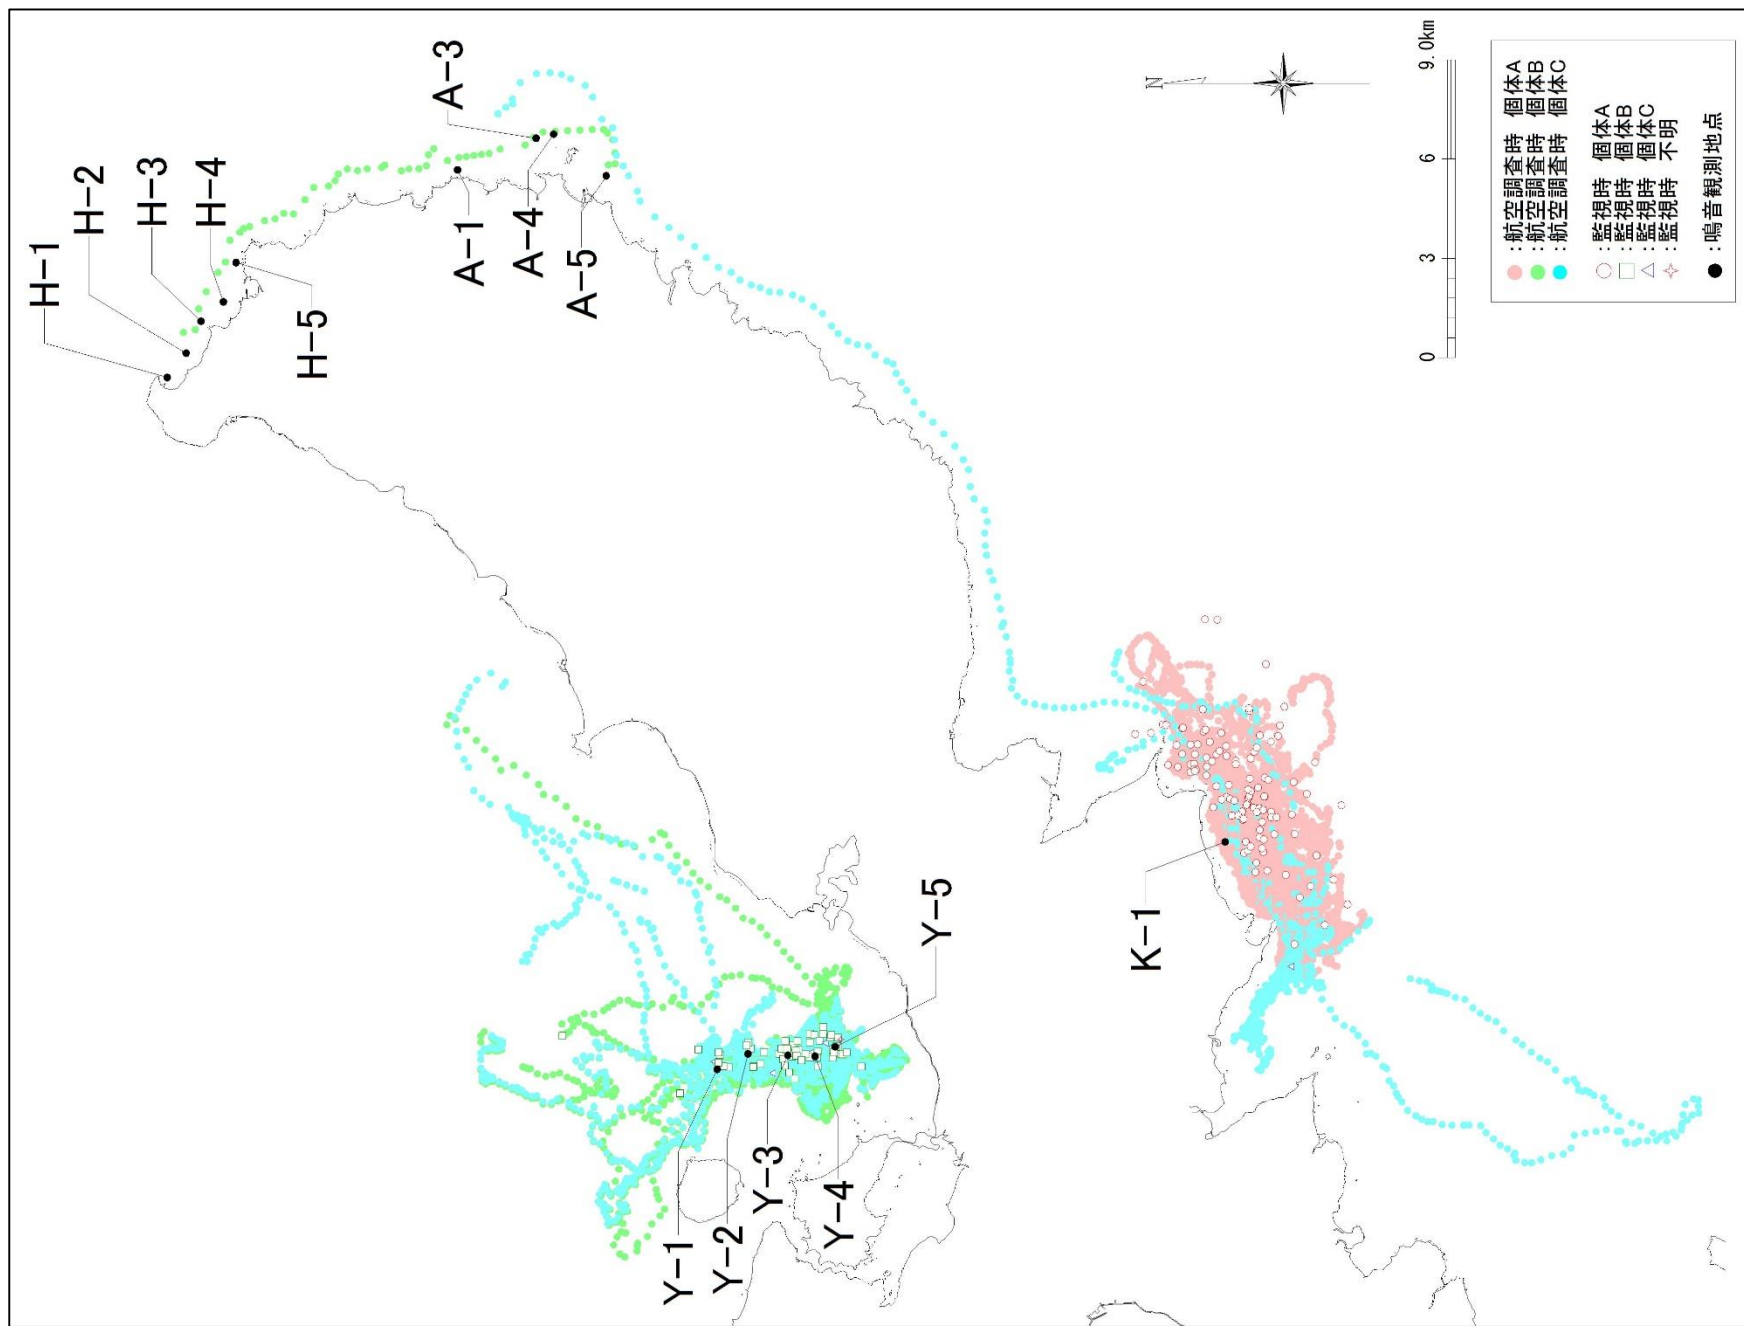 H-1
H-2
H-3
H-4
H-5
A-3
A-1
A-4
A-5
Y-1
Y-2
Y-3
Y-4
Y-5
K-1
N
0 3 6 9.0km
:航空調査時 個体A
:航空調査時 個体B
:航空調査時 個体C
:監視時 個体A
:監視時 個体B
:監視時 個体C
:監視時 不明
:鳴音観測地点